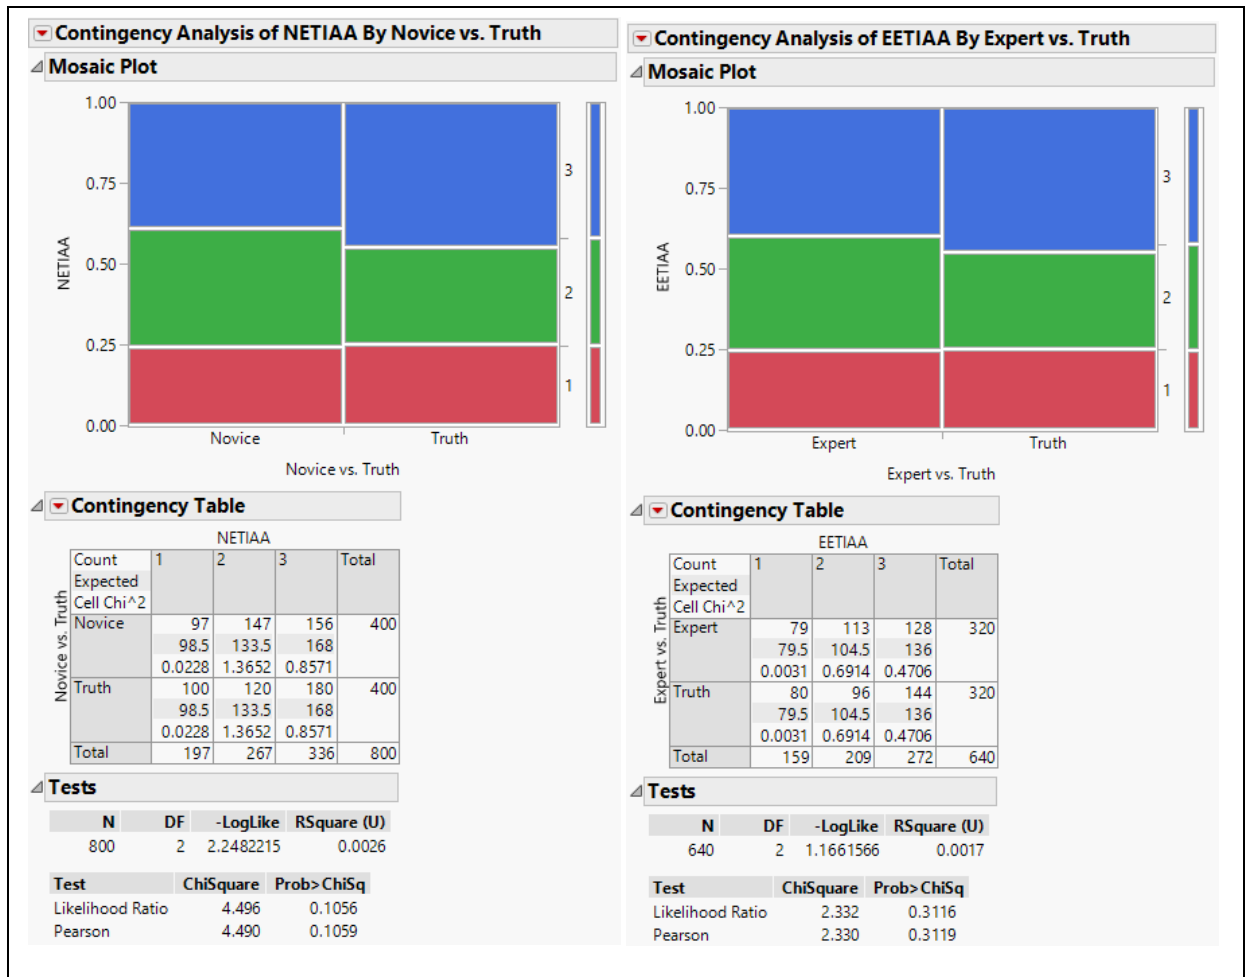 Contingency Analysis of NETIAA By Novice vs. Truth
Mosaic Plot
1.00
0.75
0.50
0.25
0.00
NETIAA
3
2
1
Novice Truth
Novice vs. Truth
Contingency Table
NETIAA
Novice vs. Truth
Count 1 2 3 Total
Expected
Cell Chi^2
Novice 97 147 156 400
98.5 133.5 168
0.0228 1.3652 0.8571
Truth 100 120 180 400
98.5 133.5 168
0.0228 1.3652 0.8571
Total 197 267 336 800
Tests
N DF -LogLike RSquare (U)
800 2 2.2482215 0.0026
Test ChiSquare Prob>ChiSq
Likelihood Ratio 4.496 0.1056
Pearson 4.490 0.1059
Contingency Analysis of EETIAA By Expert vs. Truth
Mosaic Plot
1.00
0.75
0.50
0.25
0.00
EETIAA
3
2
1
Expert Truth
Expert vs. Truth
Contingency Table
EETIAA
Expert vs. Truth
Count 1 2 3 Total
Expected
Cell Chi^2
Expert 79 113 128 320
79.5 104.5 136
0.0031 0.6914 0.4706
Truth 80 96 144 320
79.5 104.5 136
0.0031 0.6914 0.4706
Total 159 209 272 640
Tests
N DF -LogLike RSquare (U)
640 2 1.1661566 0.0017
Test ChiSquare Prob>ChiSq
Likelihood Ratio 2.332 0.3116
Pearson 2.330 0.3119